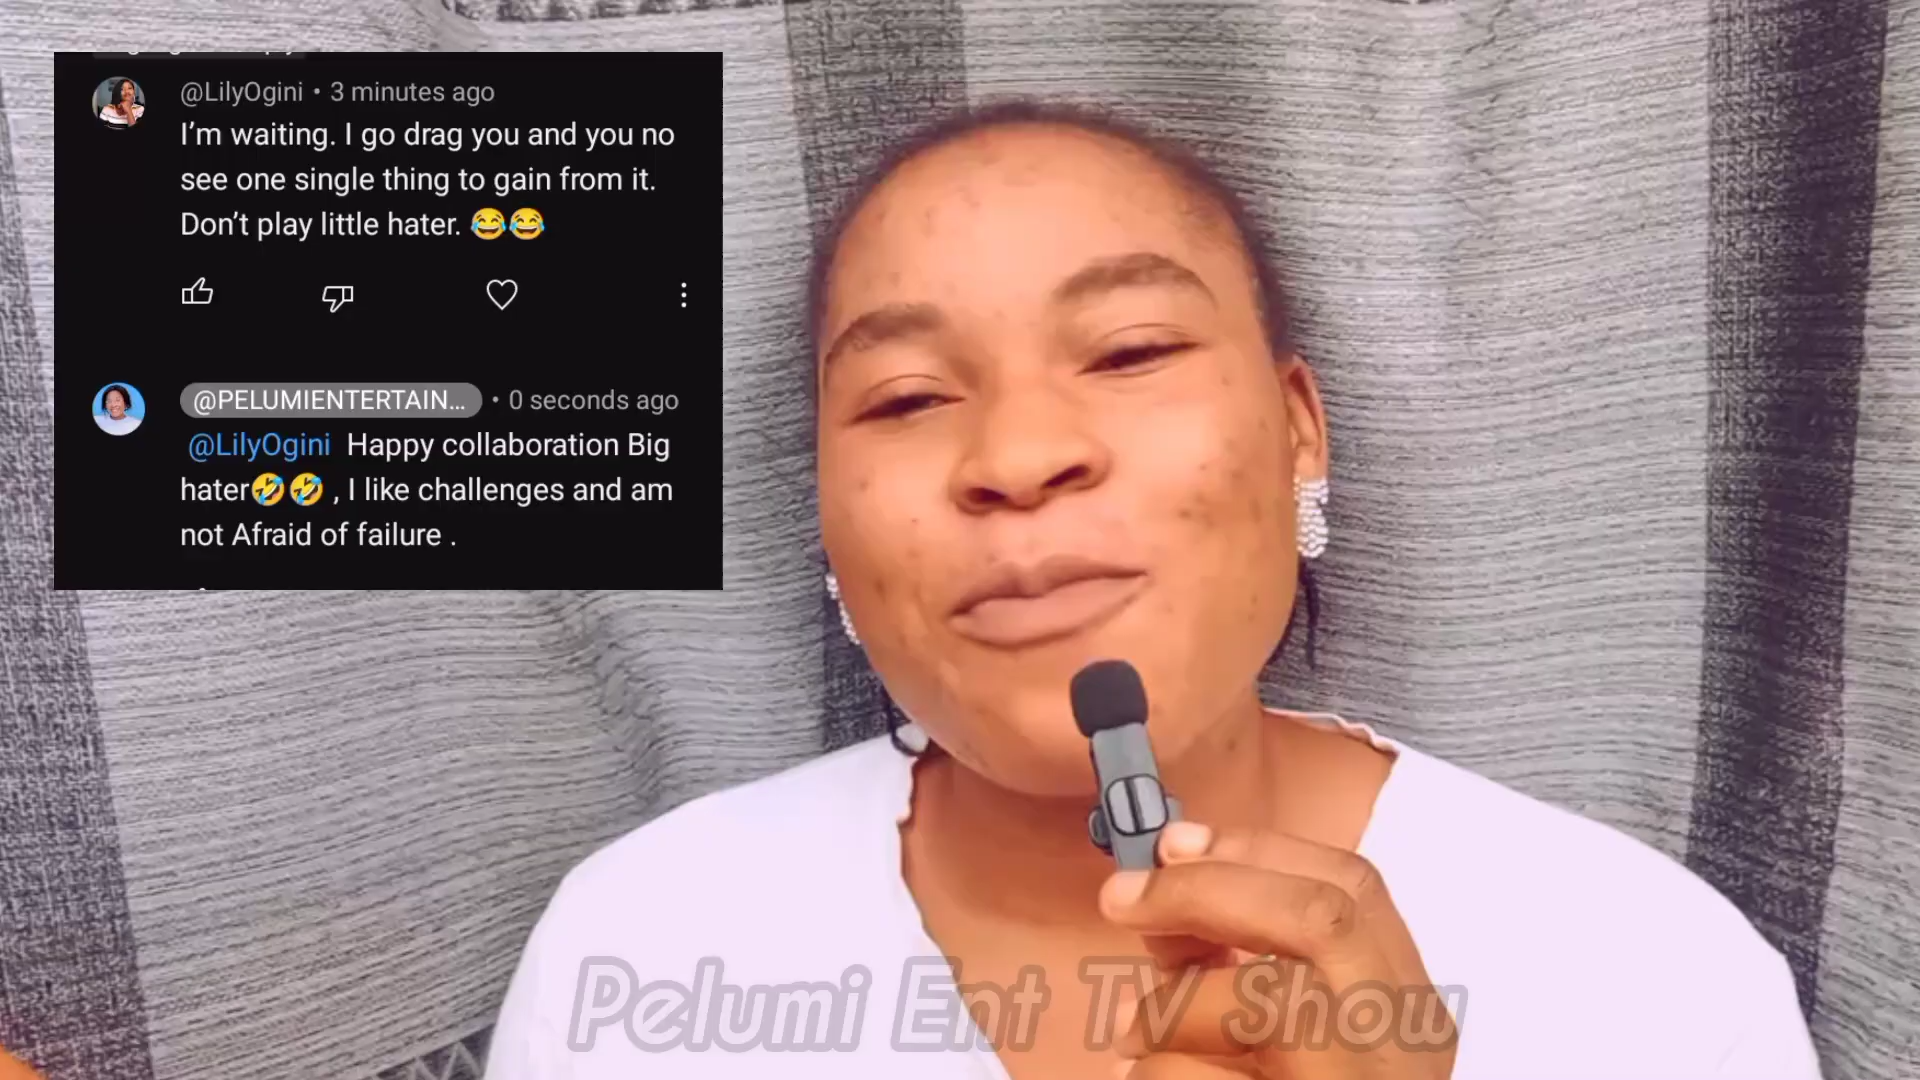 @LilyOgini • 3 minutes ago
I'm waiting. I go drag you and you no
see one single thing to gain from it.
Don't play little hater. 😂😂
@PELUMIENTERTAIN... • 0 seconds ago
@LilyOgini Happy collaboration Big
hater🤣🤣 , I like challenges and am
not Afraid of failure .
Pelumi Ent TV Show